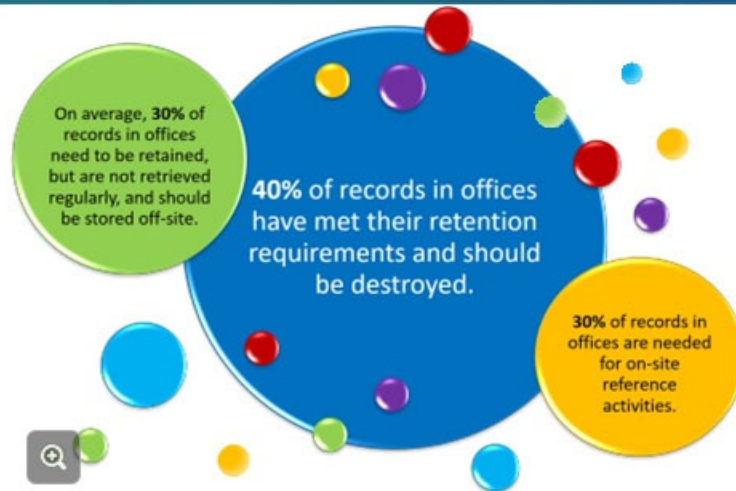 On average, 30% of
records in offices
need to be retained,
but are not retrieved
regularly, and should
be stored off-site.
40% of records in offices
have met their retention
requirements and should
be destroyed.
30% of records in
offices are needed
for on-site
reference
activities.